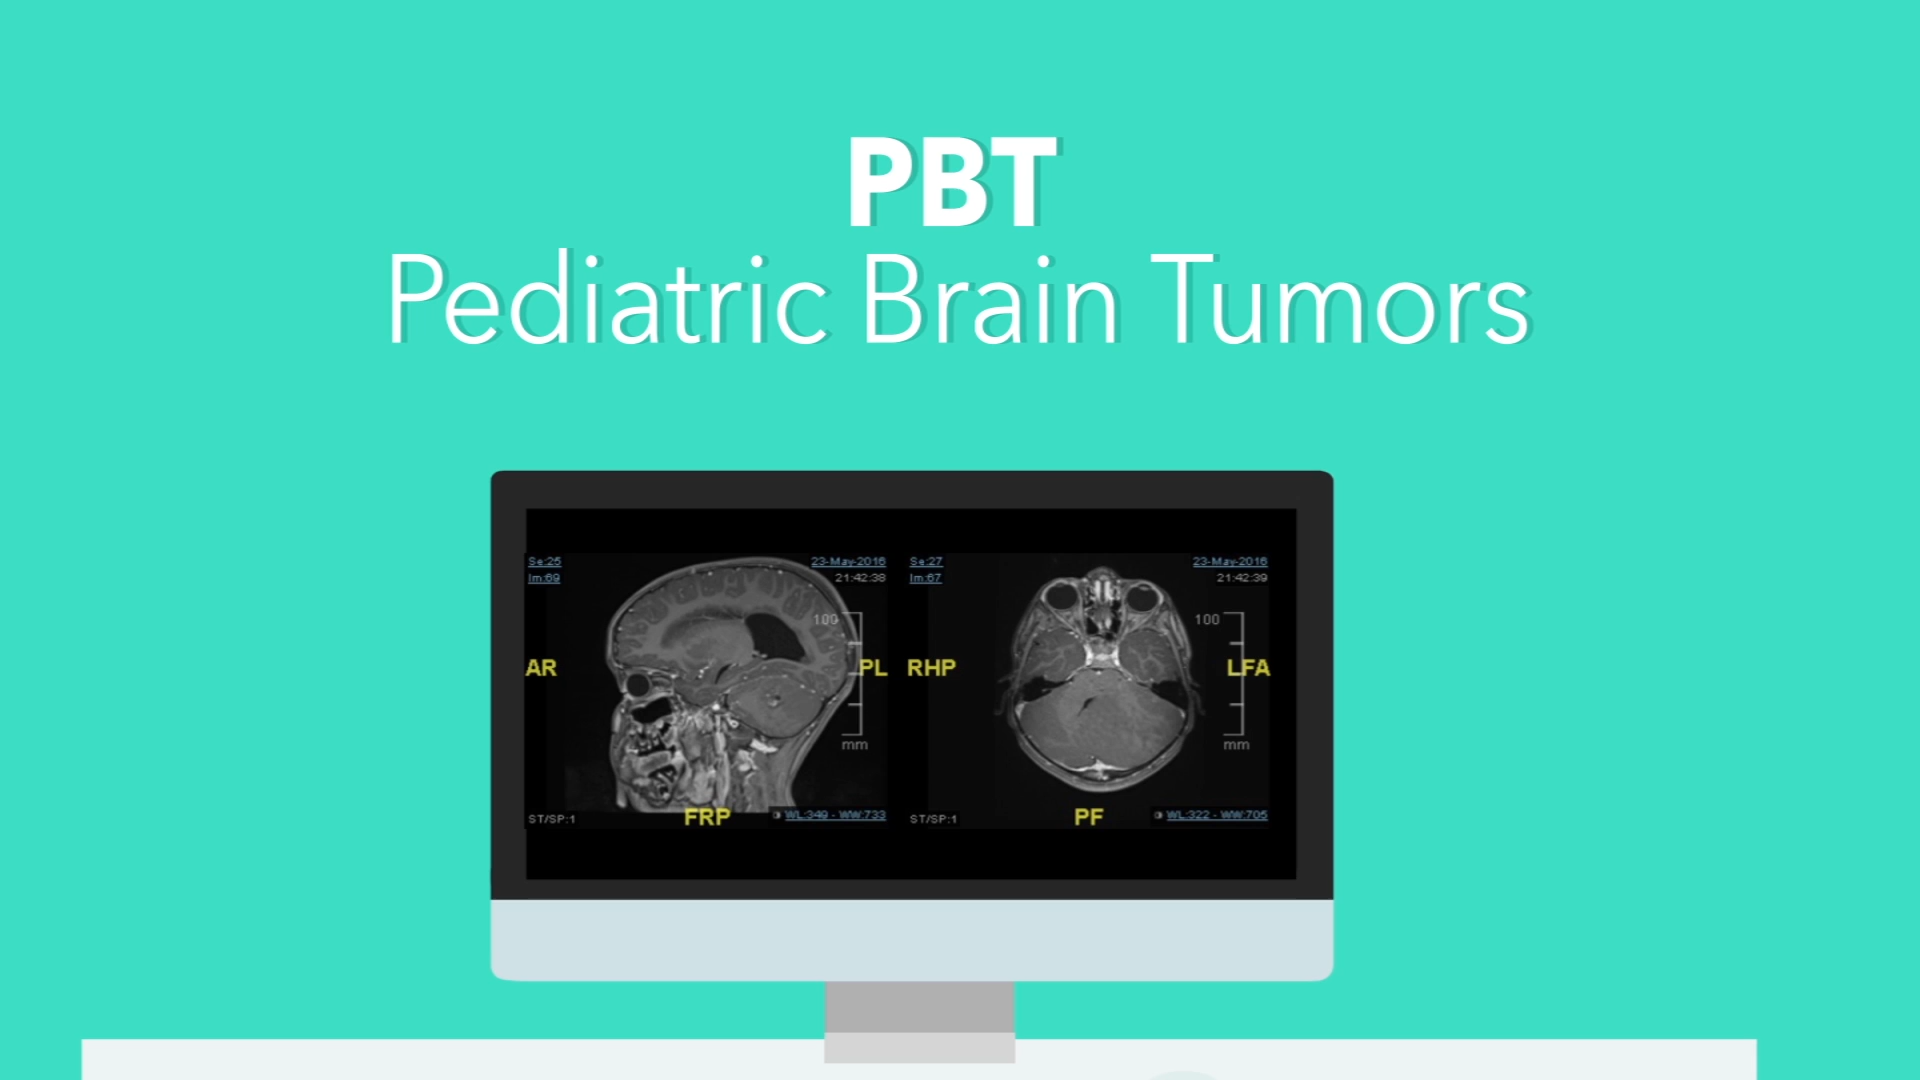 PBT
Pediatric Brain Tumors
Se:25
Im:69
23-May-2016
21:42:38
100
AR
PL
mm
ST/SP:1
FRP
WL:349 - WW:733
Se:27
Im:67
23-May-2016
21:42:39
100
RHP
LFA
mm
ST/SP:1
PF
WL:322 - WW:705